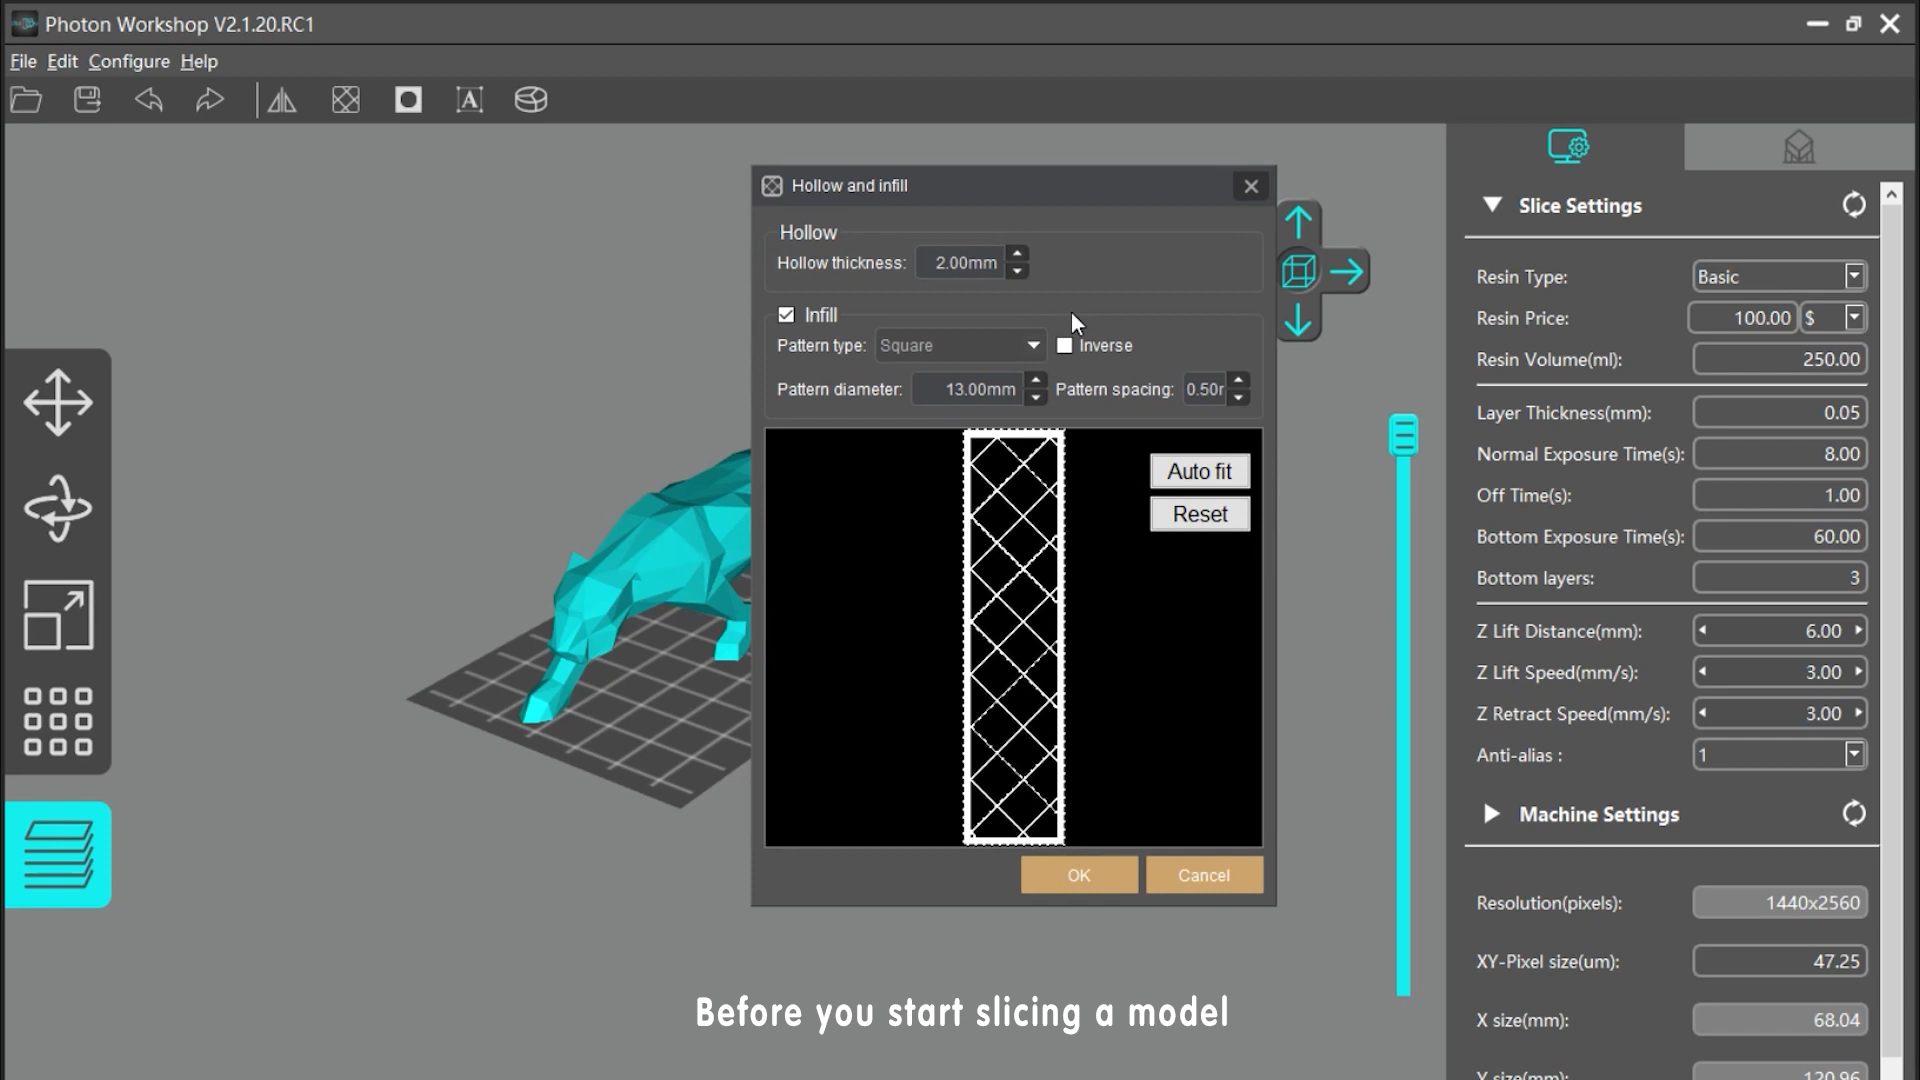 Photon Workshop V2.1.20.RC1
File Edit Configure Help
A
Hollow and infill
Hollow
Hollow thickness: 2.00mm
Infill
Pattern type: Square Inverse
Pattern diameter: 13.00mm Pattern spacing: 0.50
Auto fit
Reset
OK Cancel
Slice Settings
Resin Type: Basic
Resin Price: 100.00 $
Resin Volume(ml): 250.00
Layer Thickness(mm): 0.05
Normal Exposure Time(s): 8.00
Off Time(s): 1.00
Bottom Exposure Time(s): 60.00
Bottom layers: 3
Z Lift Distance(mm): 6.00
Z Lift Speed(mm/s): 3.00
Z Retract Speed(mm/s): 3.00
Anti-alias : 1
Machine Settings
Resolution(pixels): 1440x2560
XY-Pixel size(um): 47.25
X size(mm): 68.04
Y size(mm): 120.96
Before you start slicing a model